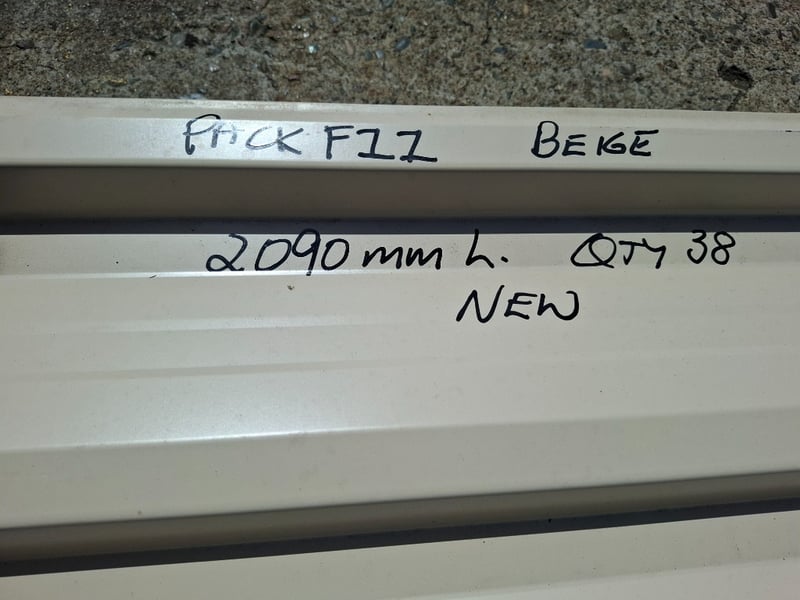 PACK F11 BEIGE
2090mm L. QTY 38
NEW